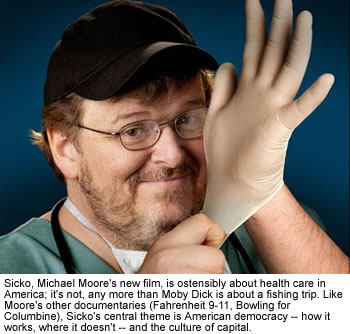 Sicko, Michael Moore's new film, is ostensibly about health care in
America; it's not, any more than Moby Dick is about a fishing trip. Like
Moore's other documentaries (Fahrenheit 9-11, Bowling for
Columbine), Sicko's central theme is American democracy -- how it
works, where it doesn't -- and the culture of capital.